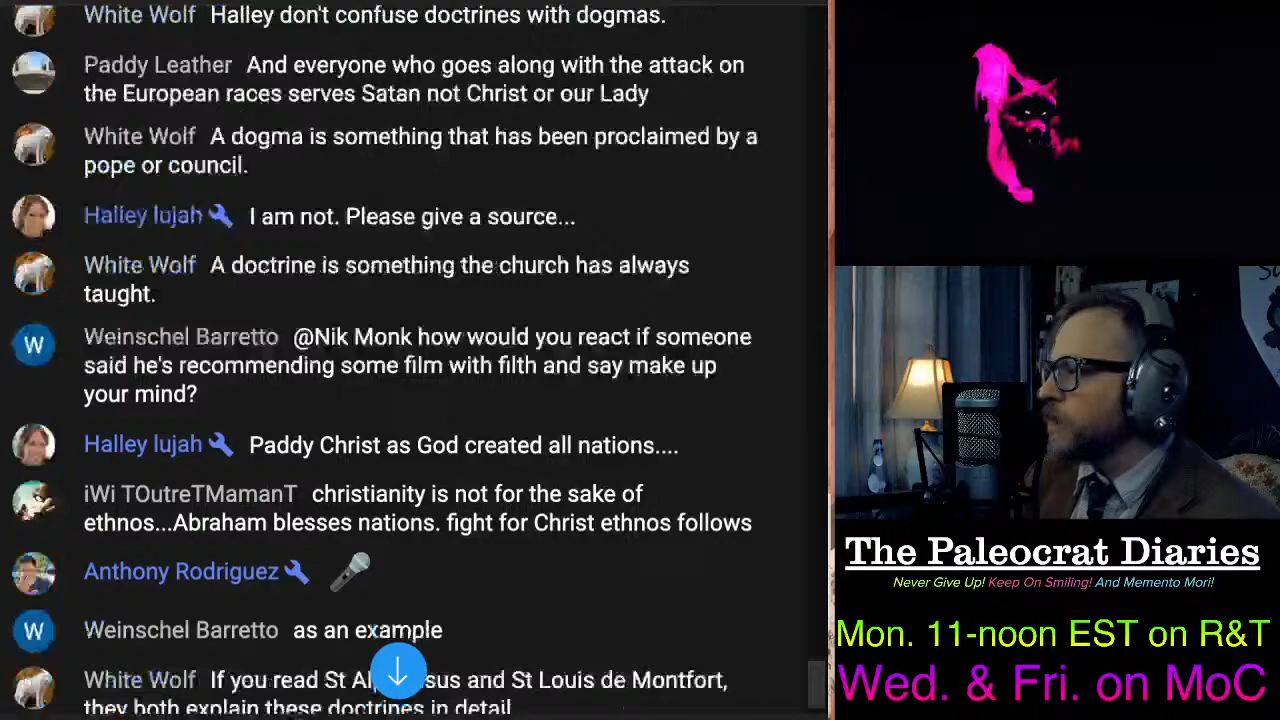 White Wolf Halley don't confuse doctrines with dogmas.
Paddy Leather And everyone who goes along with the attack on
the European races serves Satan not Christ or our Lady
White Wolf A dogma is something that has been proclaimed by a
pope or council.
Halley lujah I am not. Please give a source...
White Wolf A doctrine is something the church has always
taught.
W
Weinschel Barretto @Nik Monk how would you react if someone
said he's recommending some film with filth and say make up
your mind?
Halley lujah Paddy Christ as God created all nations....
iWi TOutreTMamanT christianity is not for the sake of
ethnos...Abraham blesses nations. fight for Christ ethnos follows
Anthony Rodriguez
W
Weinschel Barretto as an example
White Wolf If you read St and St Louis de Montfort,
they both explain these doctrines in detail
The Paleocrat Diaries
Never Give Up! Keep On Smiling! And Memento Mori!
Mon. 11-noon EST on R&T
Wed. & Fri. on MoC